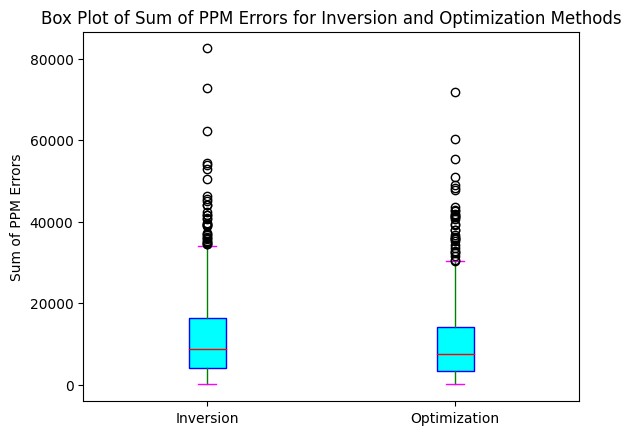 Box Plot of Sum of PPM Errors for Inversion and Optimization Methods
Sum of PPM Errors
80000
60000
40000
20000
0
Inversion
Optimization